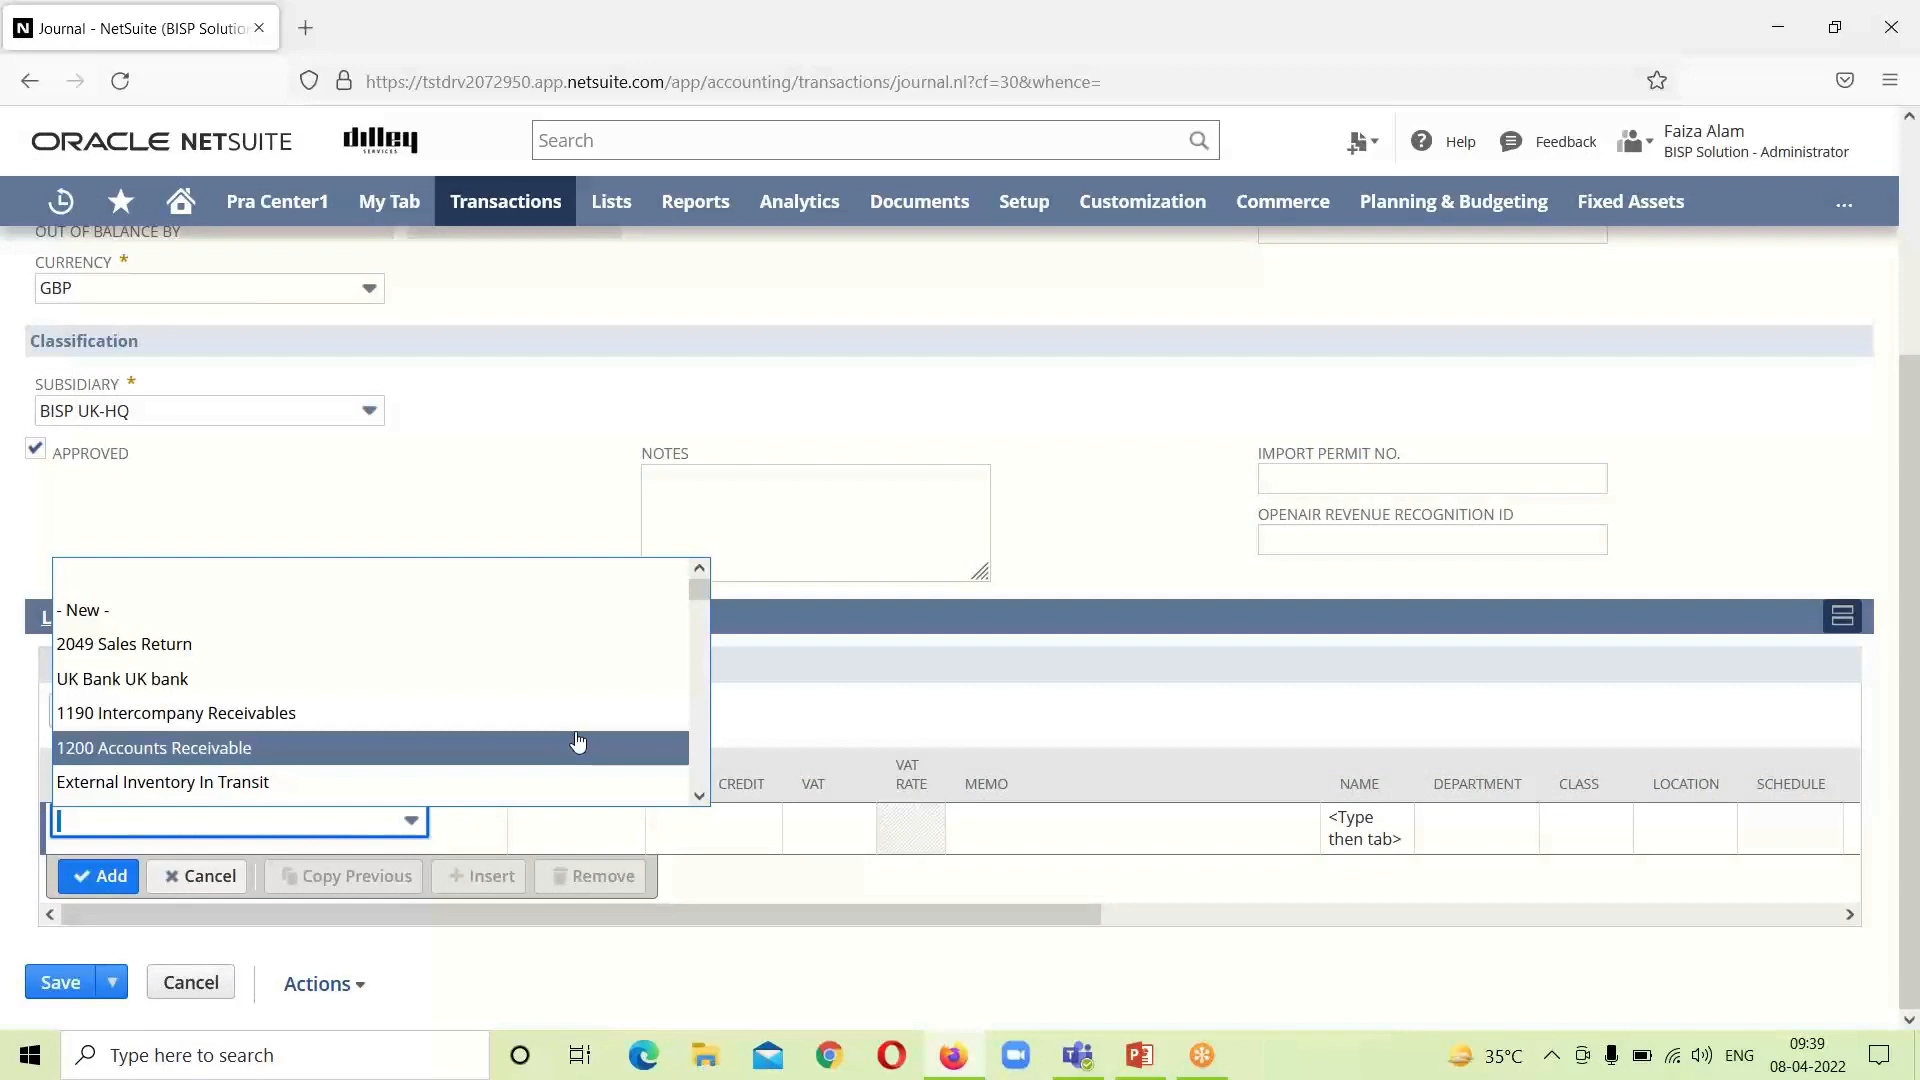 Journal - NetSuite (BISP Solutio
https://tstdrv2072950.app.netsuite.com/app/accounting/transactions/journal.nl?cf=30&whence=
ORACLE NETSUITE
dilley
SERVICES
Search
Help
Feedback
Faiza Alam
BISP Solution - Administrator
Pra Center1
My Tab
Transactions
Lists
Reports
Analytics
Documents
Setup
Customization
Commerce
Planning & Budgeting
Fixed Assets
...
OUT OF BALANCE BY
CURRENCY *
GBP
Classification
SUBSIDIARY *
BISP UK-HQ
APPROVED
NOTES
IMPORT PERMIT NO.
OPENAIR REVENUE RECOGNITION ID
L
- New -
2049 Sales Return
UK Bank UK bank
1190 Intercompany Receivables
1200 Accounts Receivable
External Inventory In Transit
CREDIT
VAT
VAT
RATE
MEMO
NAME
DEPARTMENT
CLASS
LOCATION
SCHEDULE
<Type
then tab>
Add
Cancel
Copy Previous
Insert
Remove
Save
Cancel
Actions
Type here to search
35°C
ENG
09:39
08-04-2022